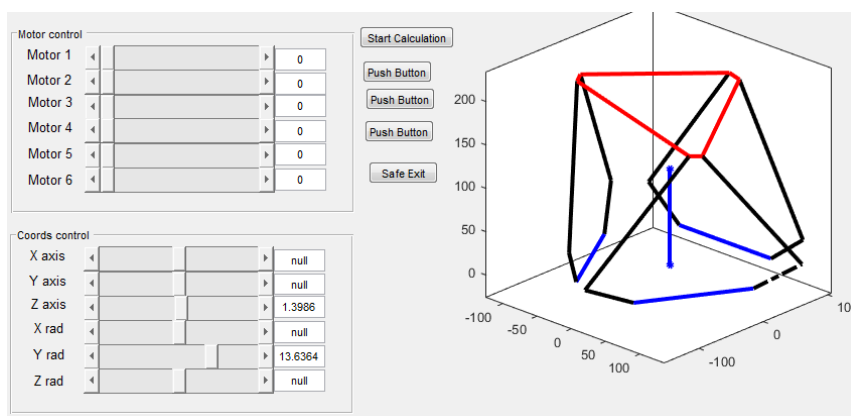 Motor control
Motor 1 0
Motor 2 0
Motor 3 0
Motor 4 0
Motor 5 0
Motor 6 0
Coords control
X axis null
Y axis null
Z axis 1.3986
X rad null
Y rad 13.6364
Z rad null
Start Calculation
Push Button
Push Button
Push Button
Safe Exit
200
150
100
50
0
-100
-50
0
50
100
-100
0
10